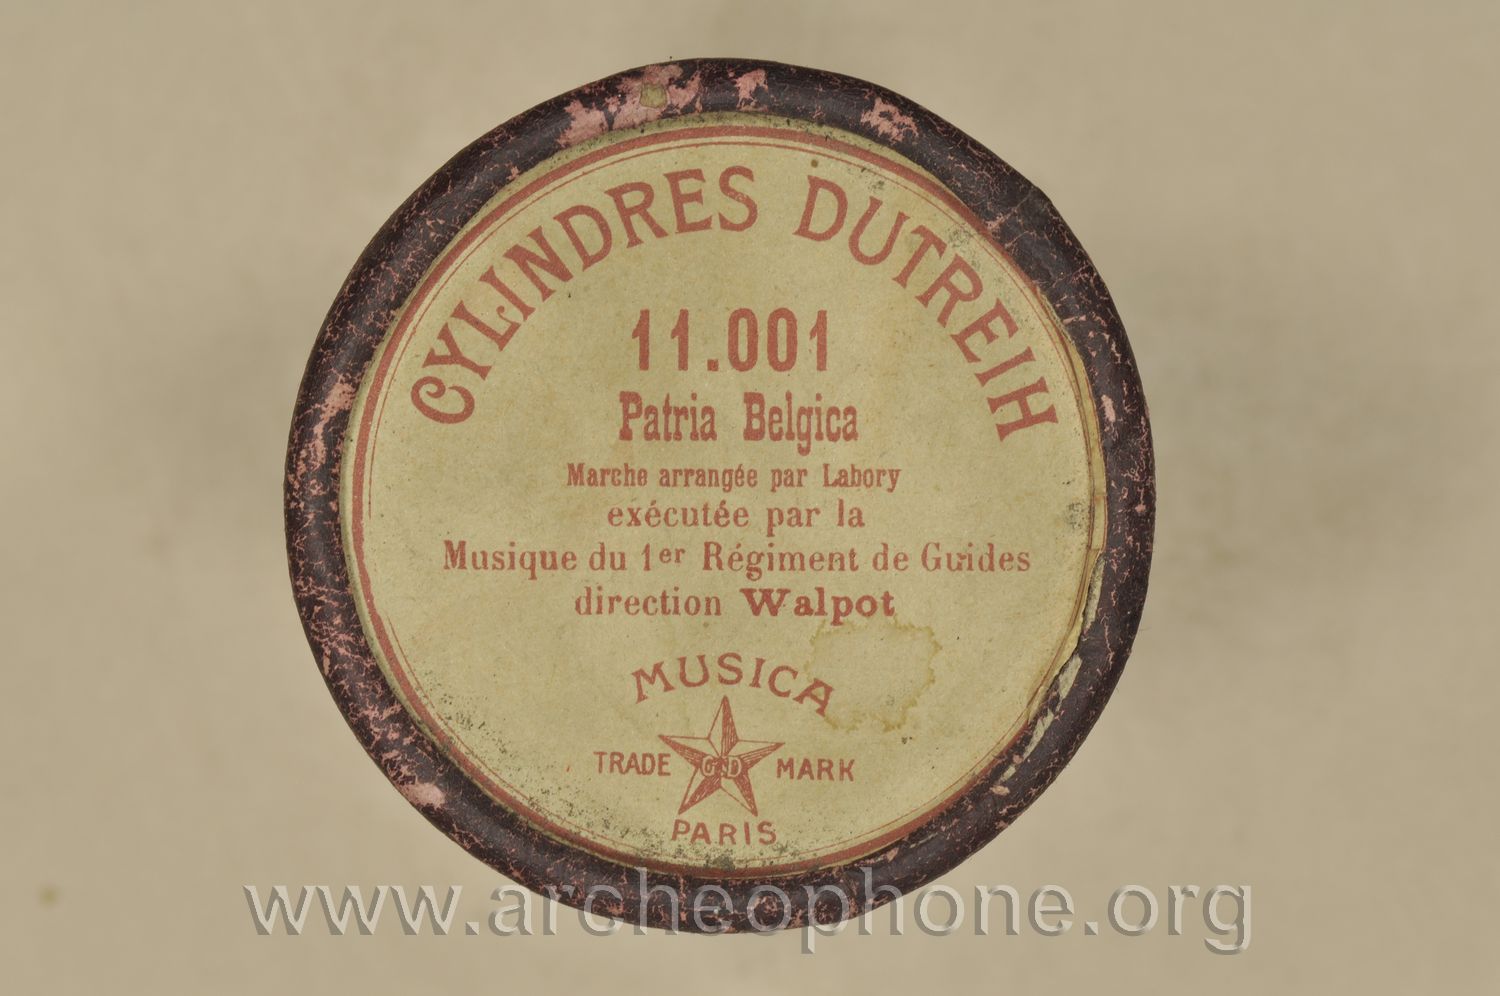 CYLINDRES DUTREIH
11.001
Patria Belgica
Marche arrangée par Labory
exécutée par la
Musique du 1er Régiment de Guides
direction Walpot
MUSICA
TRADE MARK
PARIS
www.archeophone.org